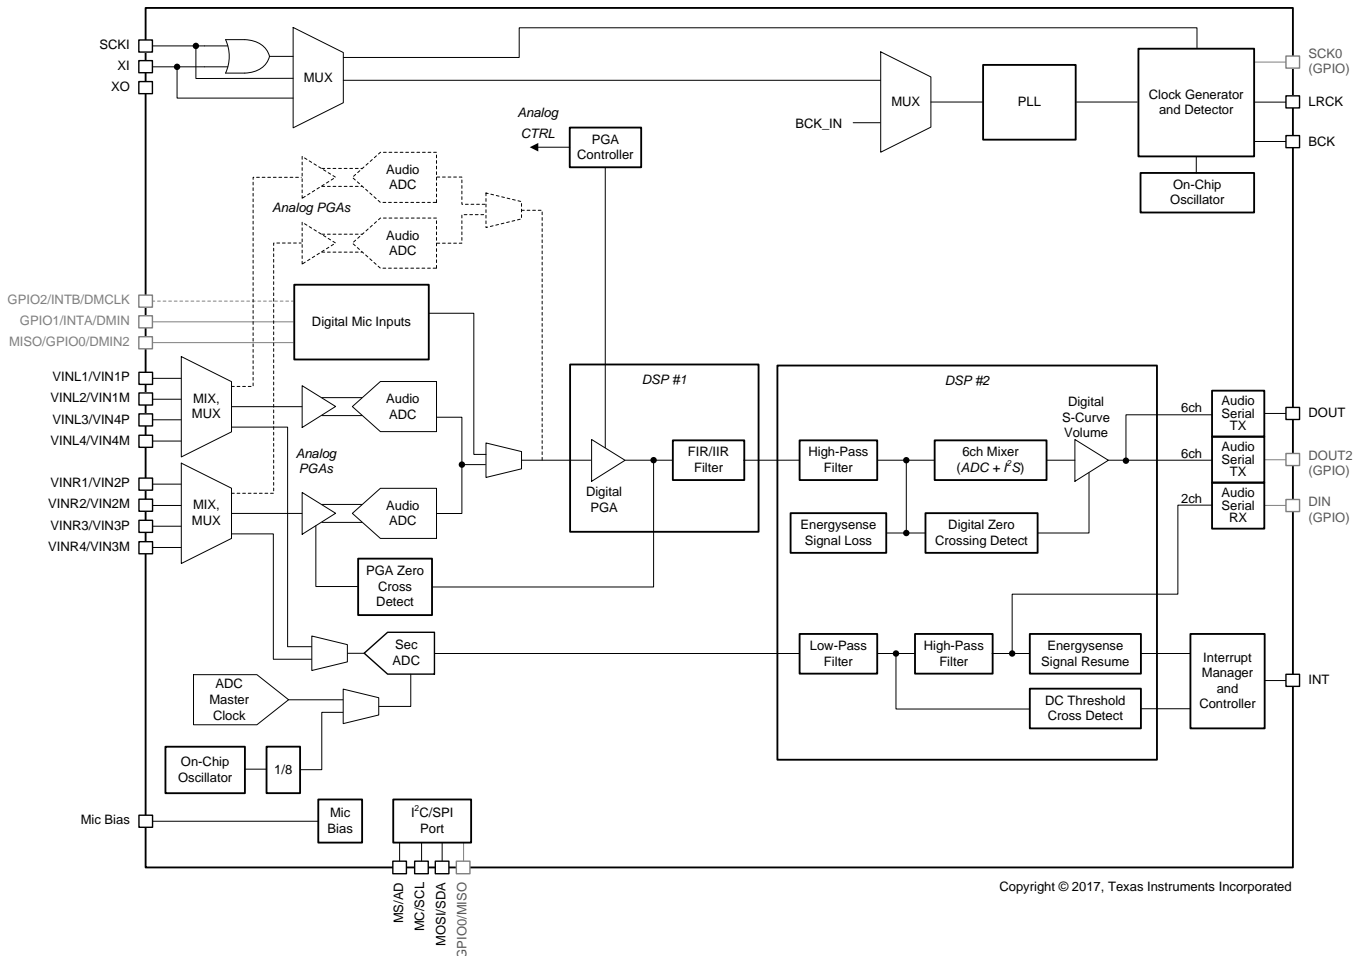 SCKI
XI
XO
MUX
MUX
BCK_IN
PLL
Clock Generator
and Detector
SCK0
(GPIO)
LRCK
BCK
On-Chip
Oscillator
Analog
CTRL
PGA
Controller
Audio
ADC
Analog PGAs
Audio
ADC
GPIO2/INTB/DMCLK
GPIO1/INTA/DMIN
MISO/GPIO0/DMIN2
Digital Mic Inputs
VINL1/VIN1P
VINL2/VIN1M
VINL3/VIN4P
VINL4/VIN4M
MIX,
MUX
Audio
ADC
Analog
PGAs
VINR1/VIN2P
VINR2/VIN2M
VINR3/VIN3P
VINR4/VIN3M
MIX,
MUX
Audio
ADC
PGA Zero
Cross
Detect
DSP #1
Digital
PGA
FIR/IIR
Filter
DSP #2
High-Pass
Filter
6ch Mixer
(ADC + I²S)
Digital
S-Curve
Volume
Energysense
Signal Loss
Digital Zero
Crossing Detect
6ch
Audio
Serial
TX
DOUT
6ch
Audio
Serial
TX
DOUT2
(GPIO)
2ch
Audio
Serial
RX
DIN
(GPIO)
Sec
ADC
Low-Pass
Filter
High-Pass
Filter
Energysense
Signal Resume
DC Threshold
Cross Detect
Interrupt
Manager
and
Controller
INT
ADC
Master
Clock
On-Chip
Oscillator
1/8
Mic Bias
Mic
Bias
I²C/SPI
Port
MS/AD
MC/SCL
MOSI/SDA
GPIO0/MISO
Copyright © 2017, Texas Instruments Incorporated